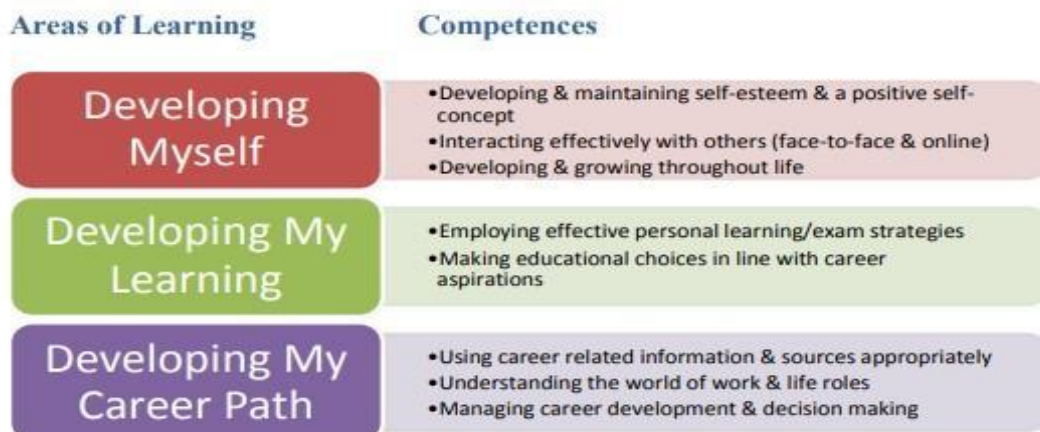 Areas of Learning
Competences
Developing
Myself
•Developing & maintaining self-esteem & a positive self-
concept
•Interacting effectively with others (face-to-face & online)
•Developing & growing throughout life
Developing My
Learning
•Employing effective personal learning/exam strategies
•Making educational choices in line with career
aspirations
Developing My
Career Path
•Using career related information & sources appropriately
•Understanding the world of work & life roles
•Managing career development & decision making